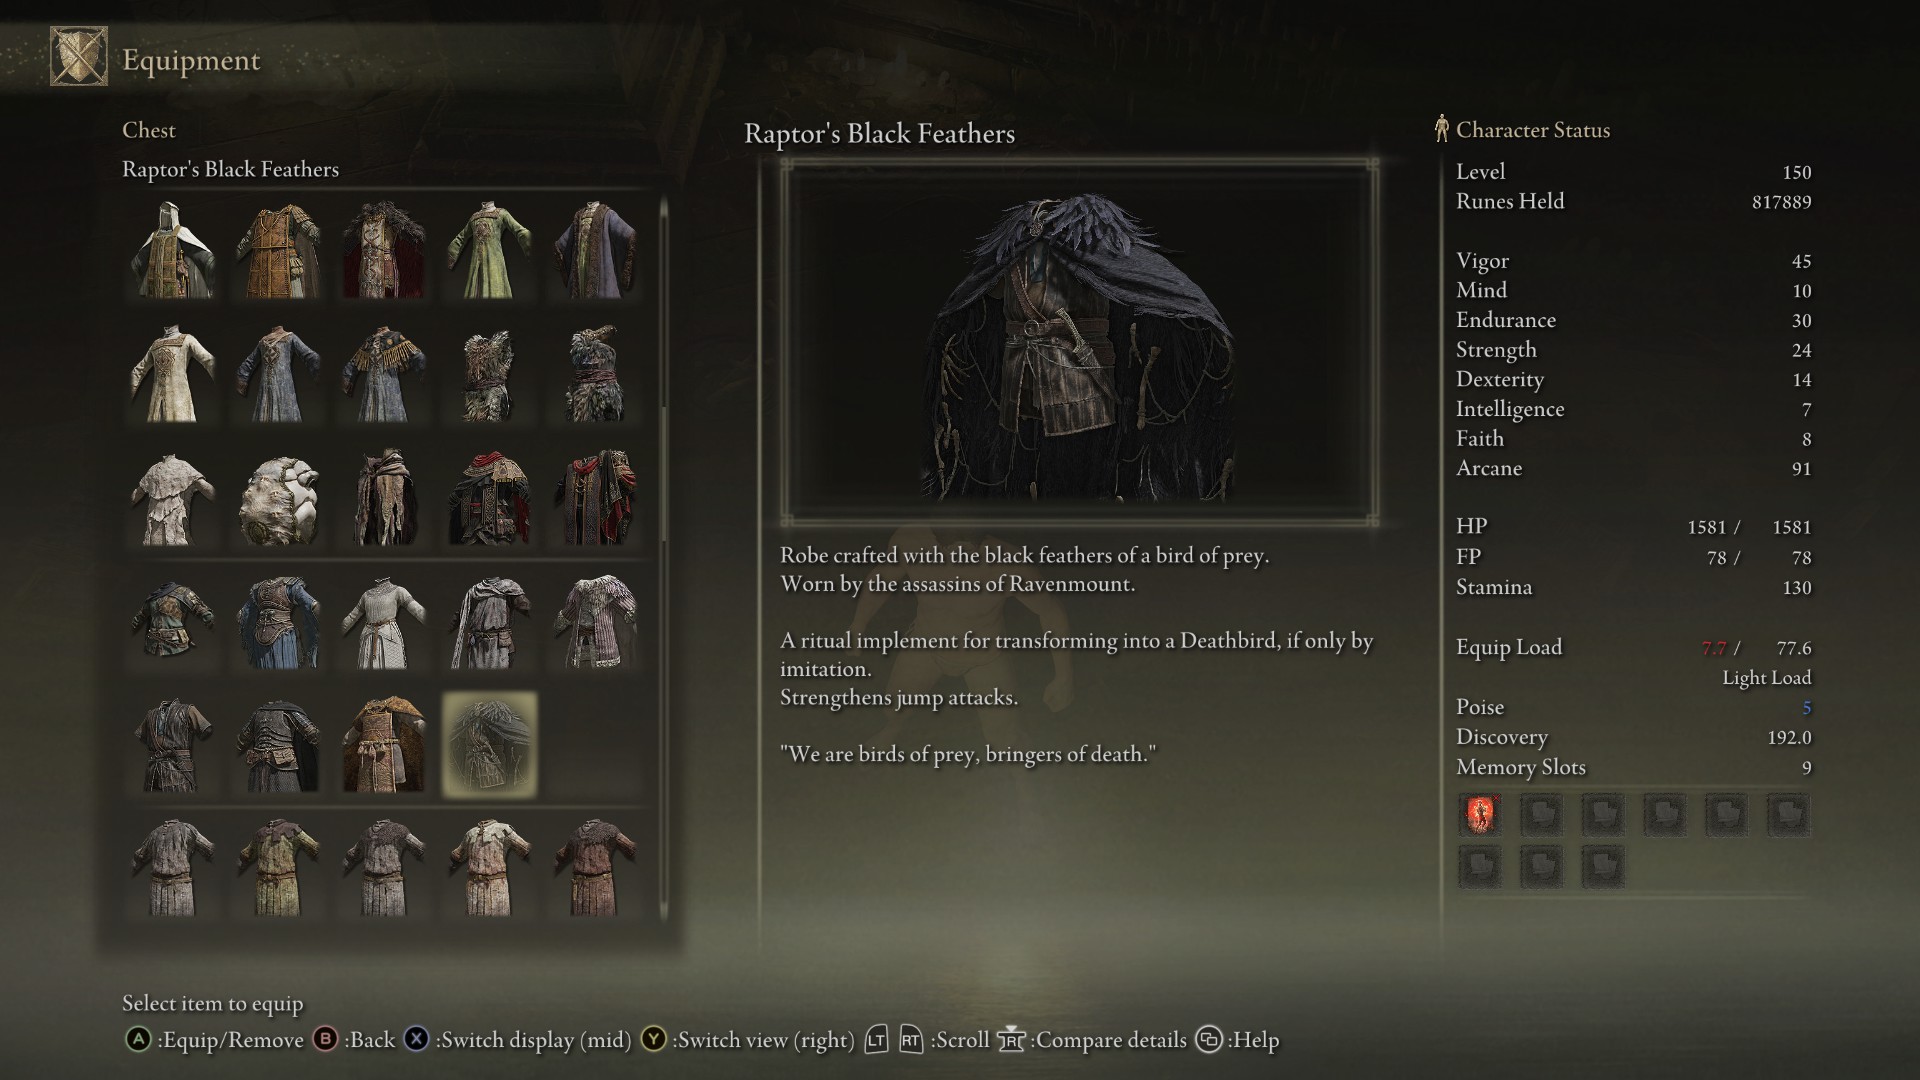 Equipment
Chest
Raptor's Black Feathers
Raptor's Black Feathers
Robe crafted with the black feathers of a bird of prey.
Worn by the assassins of Ravenmount.
A ritual implement for transforming into a Deathbird, if only by
imitation.
Strengthens jump attacks.
"We are birds of prey, bringers of death."
Character Status
Level 150
Runes Held 817889
Vigor 45
Mind 10
Endurance 30
Strength 24
Dexterity 14
Intelligence 7
Faith 8
Arcane 91
HP 1581 / 1581
FP 78 / 78
Stamina 130
Equip Load 7.7 / 77.6
Light Load
Poise 5
Discovery 192.0
Memory Slots 9
Select item to equip
A :Equip/Remove B :Back X :Switch display (mid) Y :Switch view (right) LT RT :Scroll R :Compare details :Help